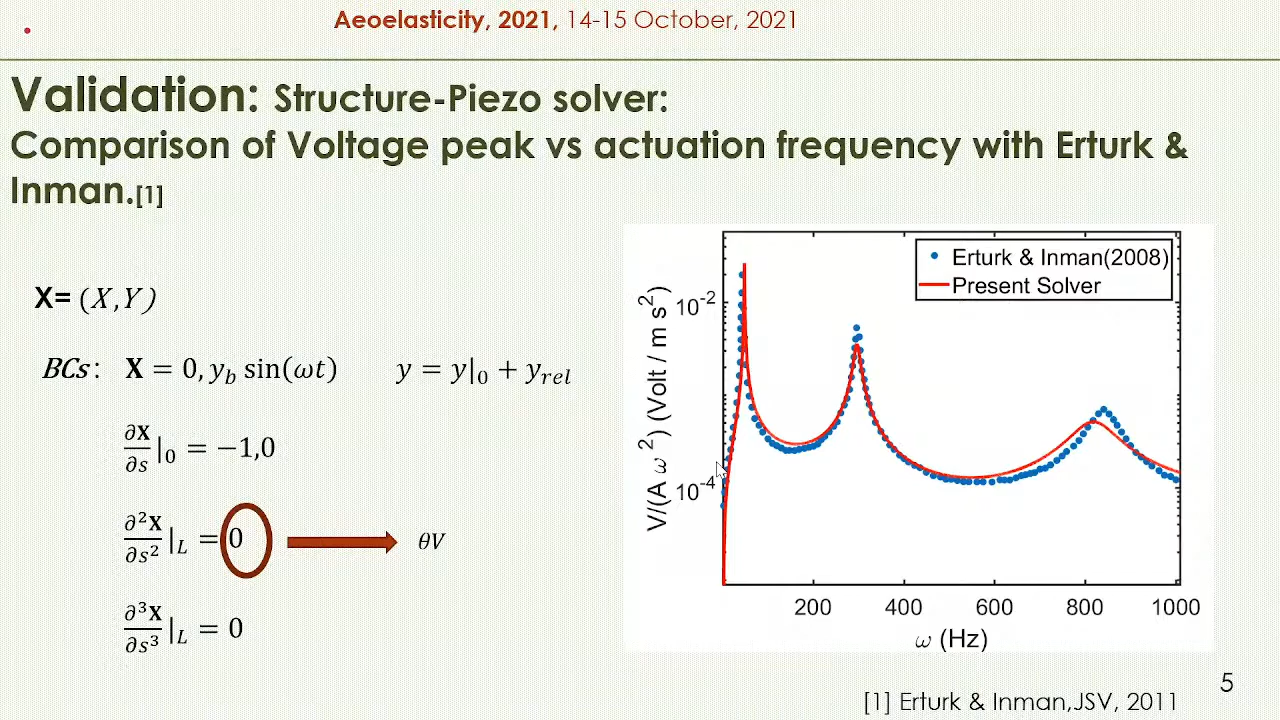 Aeoelasticity, 2021, 14-15 October, 2021
Validation: Structure-Piezo solver:
Comparison of Voltage peak vs actuation frequency with Erturk &
Inman.[1]
X= (X,Y)
BCs: X = 0, y_b sin(ωt) y = y|_0 + y_rel
∂X/∂s|_0 = −1,0
∂²X/∂s²|_L = 0 θV
∂³X/∂s³|_L = 0
Erturk & Inman(2008)
Present Solver
V/(A ω²) (Volt / m s²)
10⁻²
10⁻⁴
200 400 600 800 1000
ω (Hz)
5
[1] Erturk & Inman,JSV, 2011